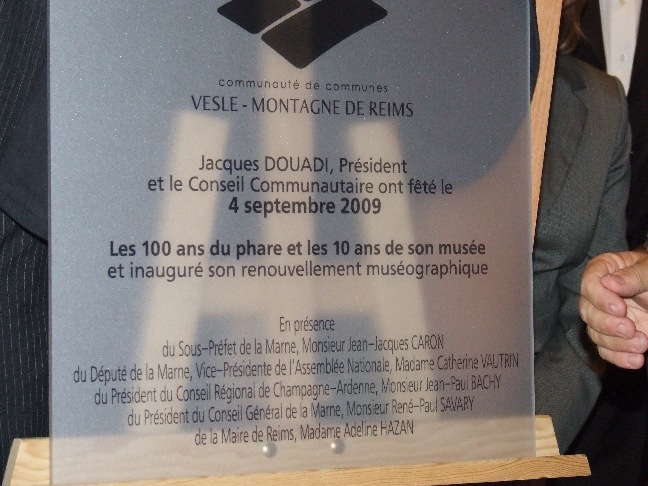 communauté de communes
VESLE - MONTAGNE DE REIMS
Jacques DOUADI, Président
et le Conseil Communautaire ont fêté le
4 septembre 2009
Les 100 ans du phare et les 10 ans de son musée
et inauguré son renouvellement muséographique
En présence
du Sous-Préfet de la Marne, Monsieur Jean-Jacques CARON
du Député de la Marne, Vice-Présidente de l'Assemblée Nationale, Madame Catherine VAUTRIN
du Président du Conseil Régional de Champagne-Ardenne, Monsieur Jean-Paul BACHY
du Président du Conseil Général de la Marne, Monsieur René-Paul SAVARY
de la Maire de Reims, Madame Adeline HAZAN